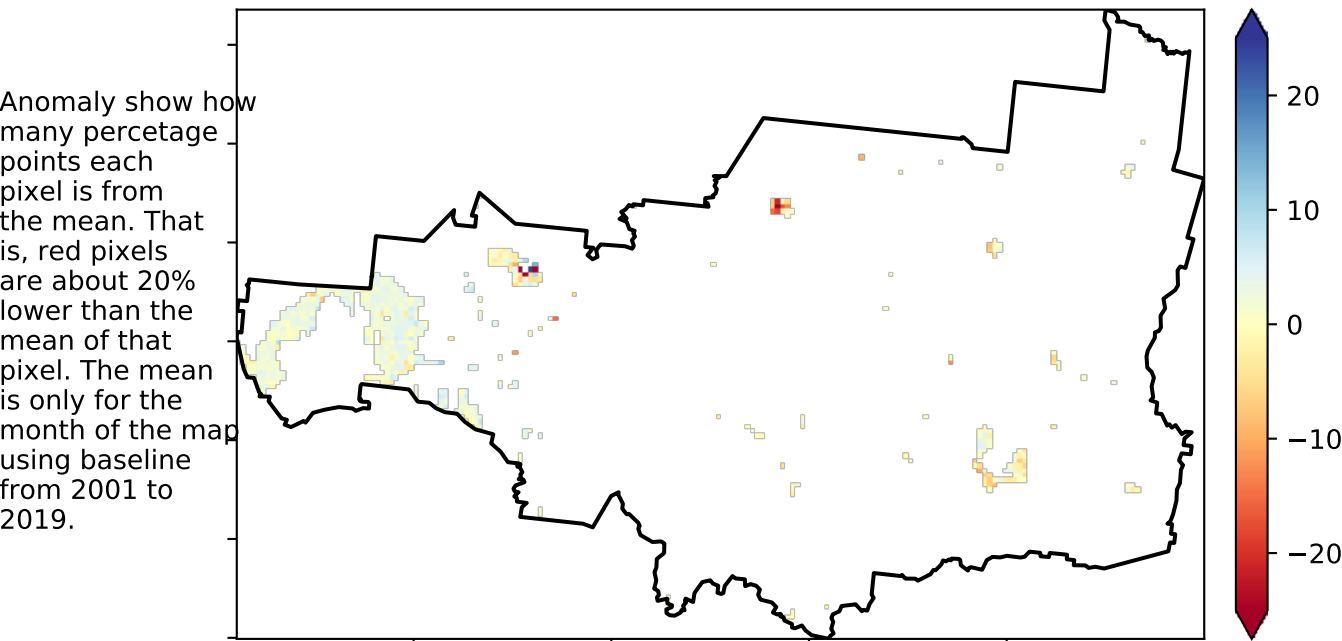 Anomaly show how
many percetage
points each
pixel is from
the mean. That
is, red pixels
are about 20%
lower than the
mean of that
pixel. The mean
is only for the
month of the map
using baseline
from 2001 to
2019.
20
10
0
−10
−20